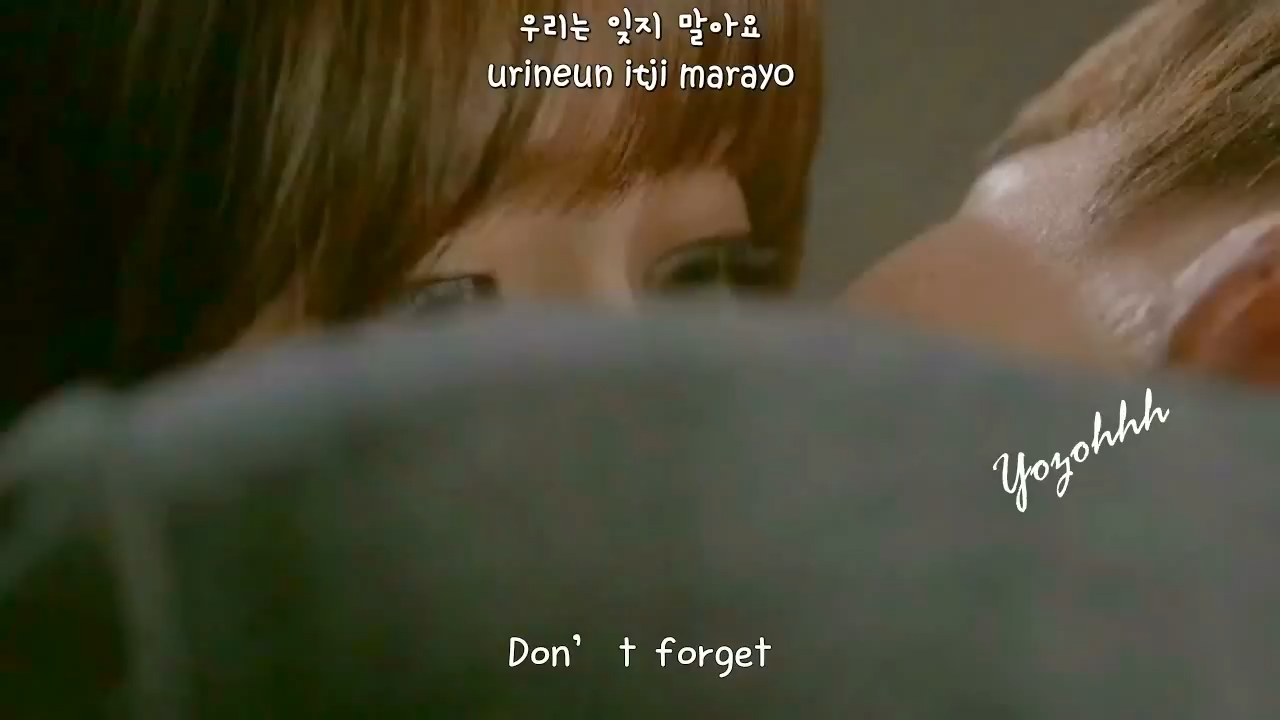 우리는 잊지 말아요
urineun itji marayo
Yozohhh
Don’t forget